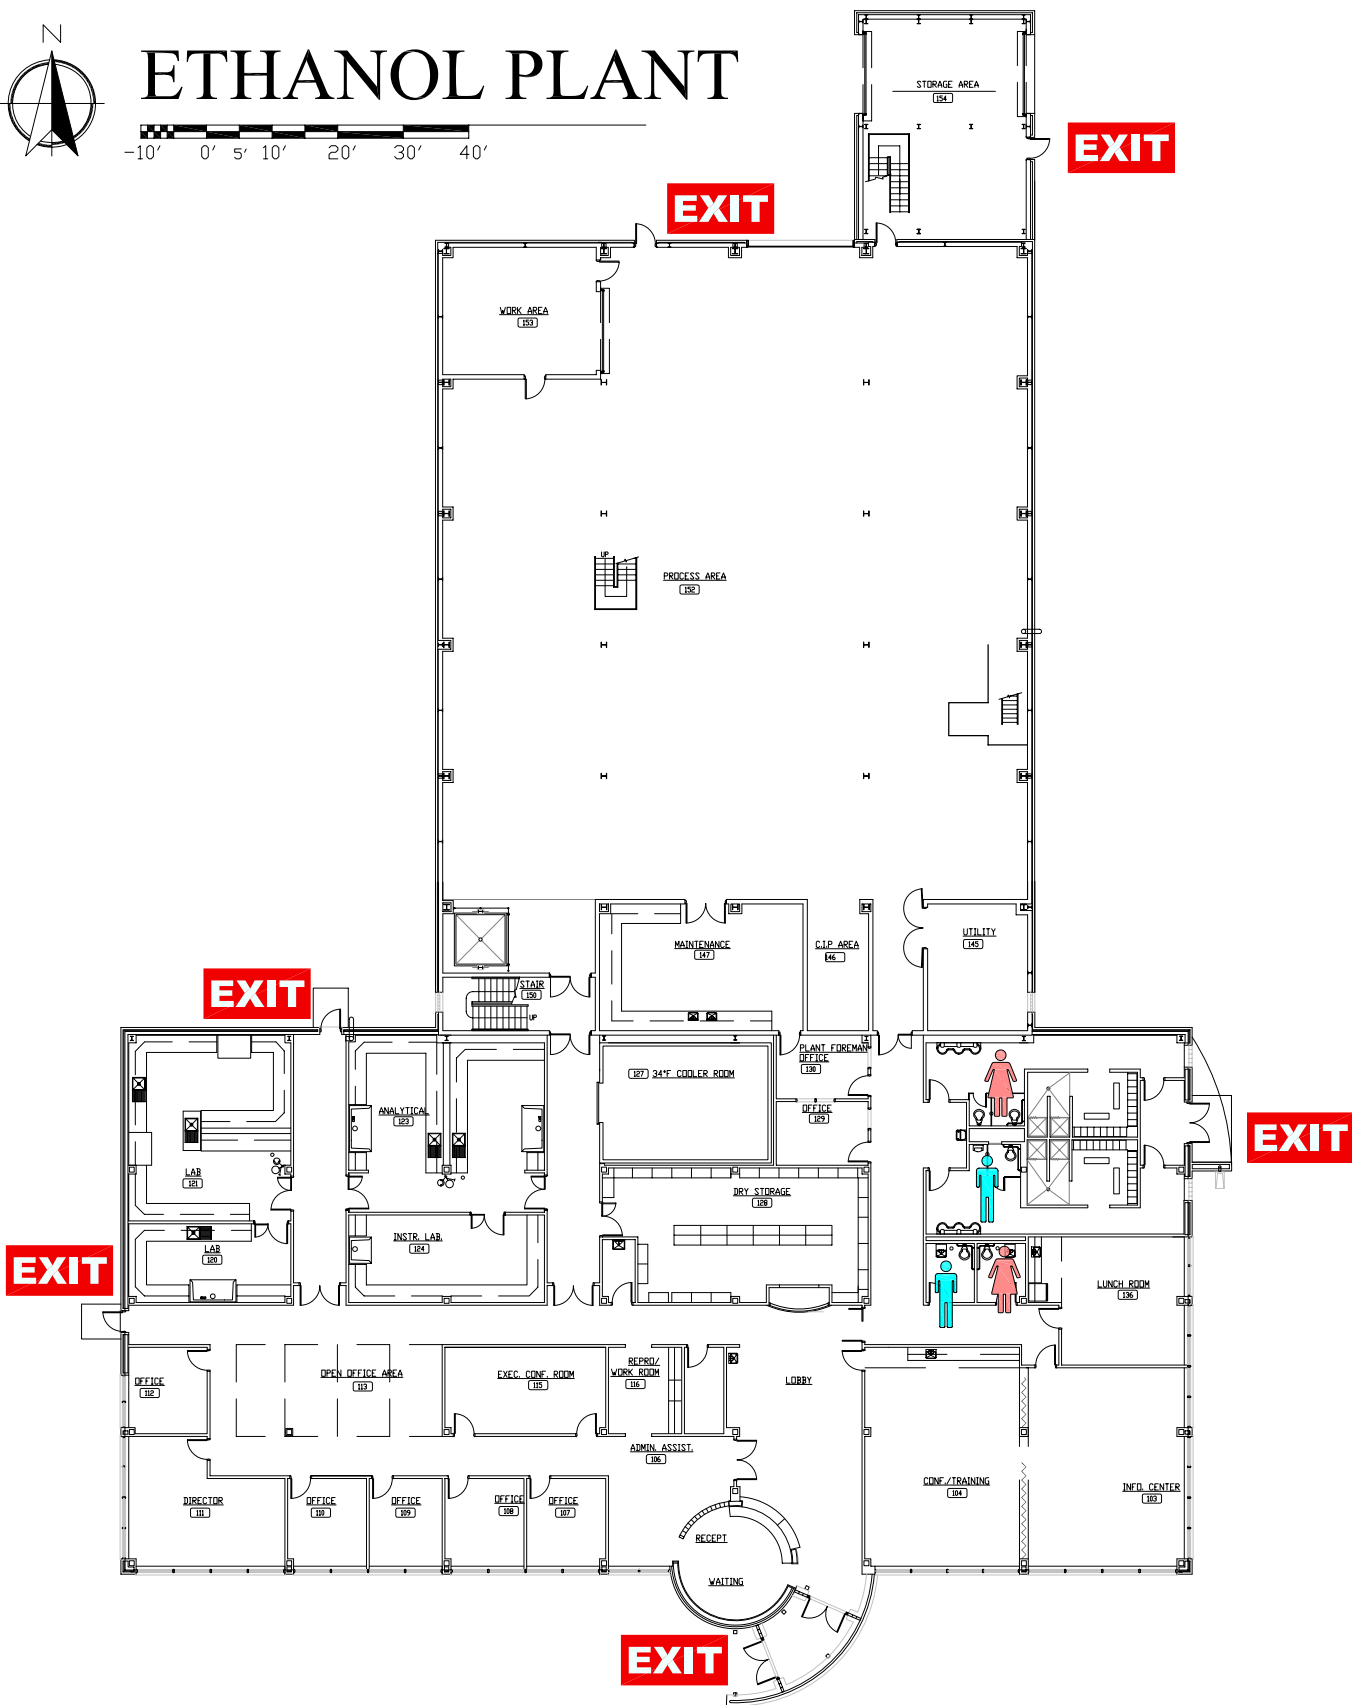 N
ETHANOL PLANT
-10' 0' 5' 10' 20' 30' 40'
STORAGE AREA
154
EXIT
EXIT
WORK AREA
153
UP
PROCESS AREA
152
MAINTENANCE
147
C.I.P AREA
146
UTILITY
145
EXIT
STAIR
150
UP
PLANT FOREMAN
OFFICE
130
127 34°F COOLER ROOM
OFFICE
129
ANALYTICAL
123
EXIT
LAB
121
DRY STORAGE
128
INSTR. LAB.
124
LAB
120
EXIT
LUNCH ROOM
136
OFFICE
112
OPEN OFFICE AREA
113
EXEC. CONF. ROOM
115
REPRO/
WORK ROOM
116
LOBBY
ADMIN. ASSIST.
106
CONF./TRAINING
104
INFO. CENTER
103
DIRECTOR
111
OFFICE
110
OFFICE
109
OFFICE
108
OFFICE
107
RECEPT
WAITING
EXIT